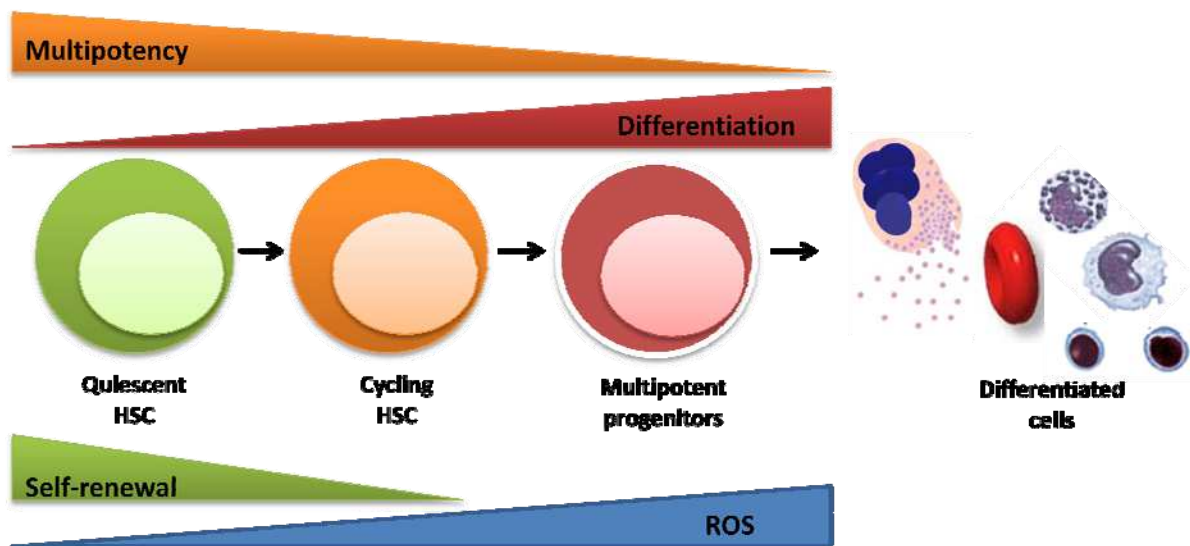 Multipotency
Differentiation
Quiescent
HSC
Cycling
HSC
Multipotent
progenitors
Differentiated
cells
Self-renewal
ROS